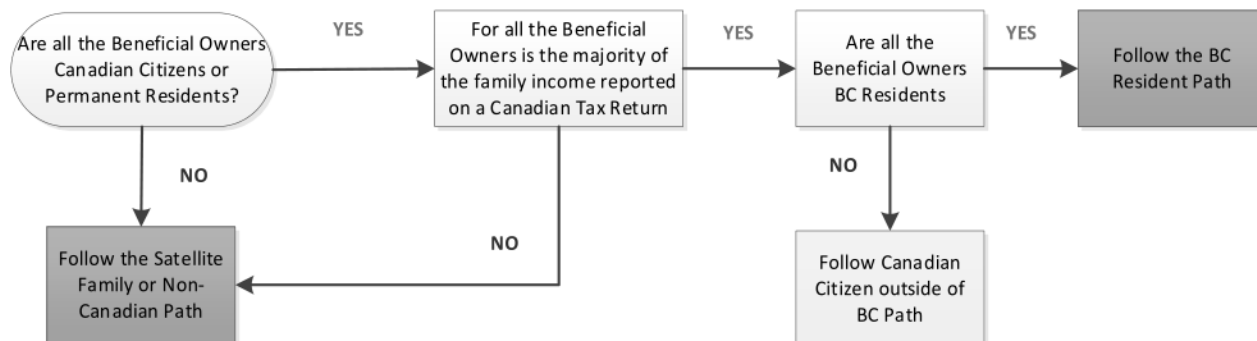 Are all the Beneficial Owners
Canadian Citizens or
Permanent Residents?
YES
For all the Beneficial
Owners is the majority of
the family income reported
on a Canadian Tax Return
YES
Are all the
Beneficial Owners
BC Residents
YES
Follow the BC
Resident Path
NO
NO
NO
Follow the Satellite
Family or Non-
Canadian Path
Follow Canadian
Citizen outside of
BC Path